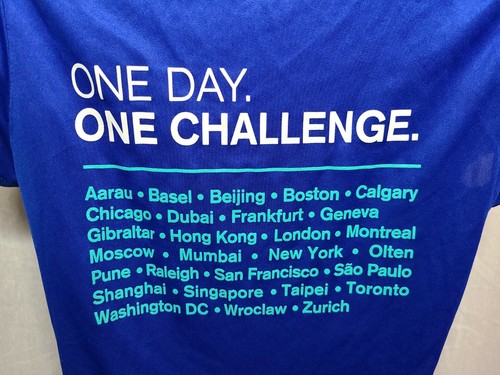 ONE DAY.
ONE CHALLENGE.
Aarau • Basel • Beijing • Boston • Calgary
Chicago • Dubai • Frankfurt • Geneva
Gibraltar • Hong Kong • London • Montreal
Moscow • Mumbai • New York • Olten
Pune • Raleigh • San Francisco • São Paulo
Shanghai • Singapore • Taipei • Toronto
Washington DC • Wroclaw • Zurich